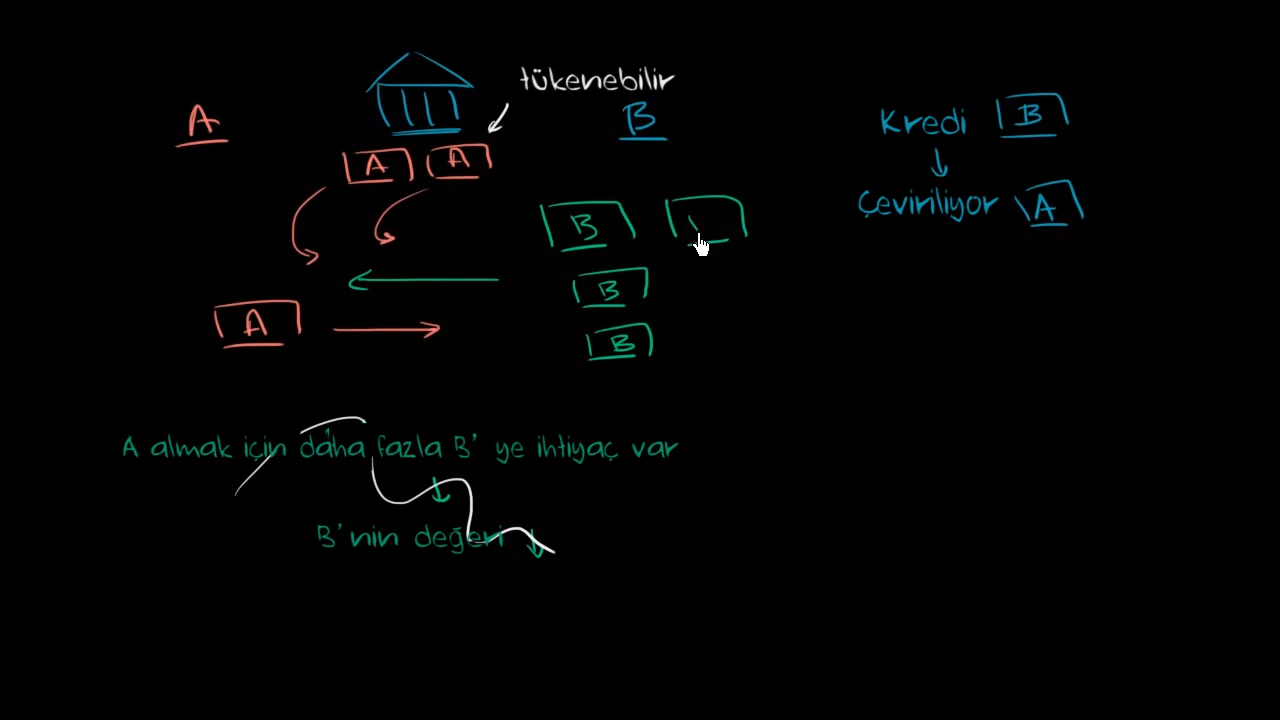 tükenebilir
A
B
Kredi B
A A
Çeviriliyor A
B
B
A
B
A almak için daha fazla B' ye ihtiyaç var
B'nin değeri